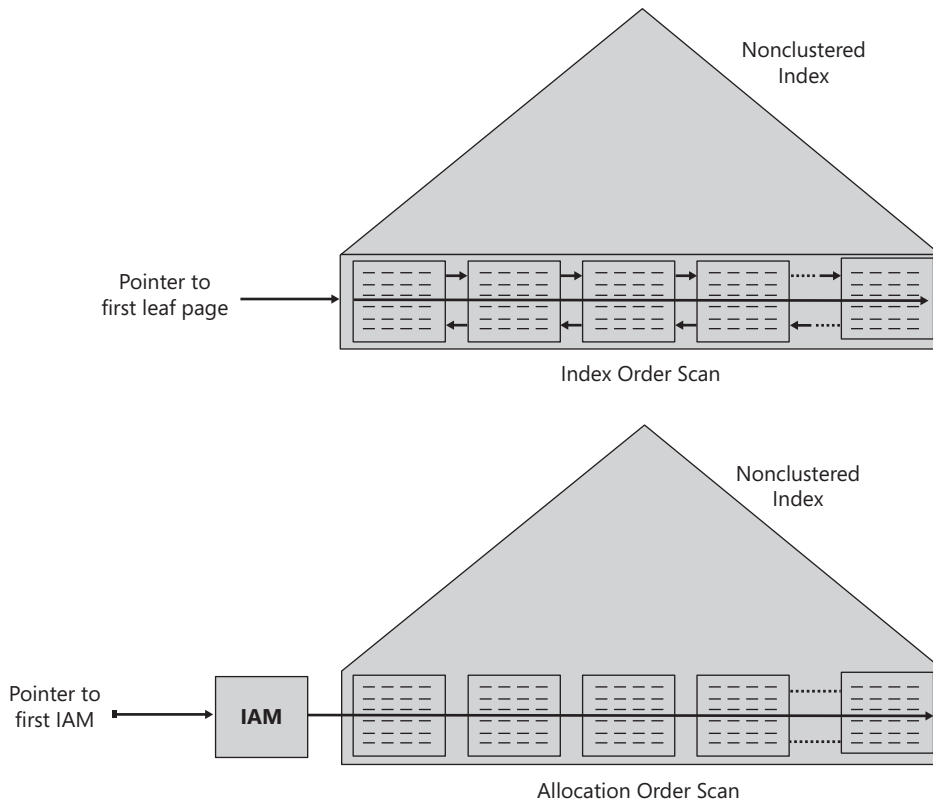 Nonclustered
Index
Pointer to
first leaf page
Index Order Scan
Nonclustered
Index
Pointer to
first IAM
IAM
Allocation Order Scan